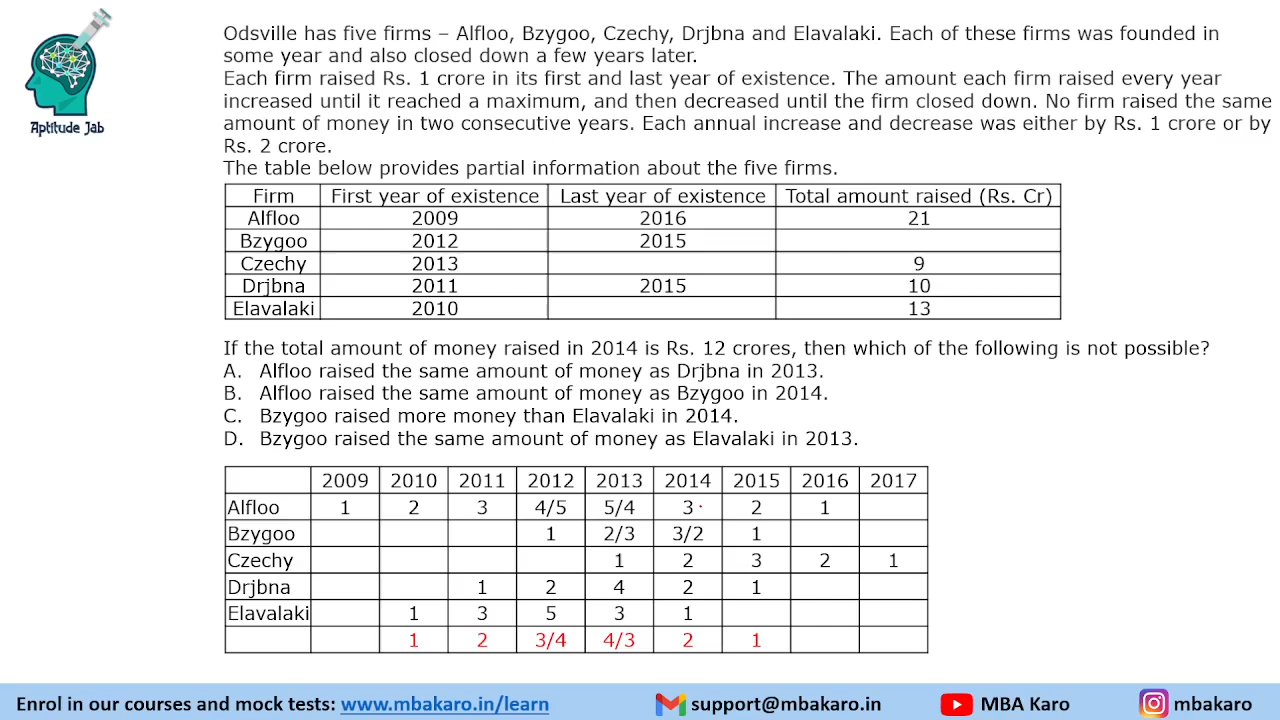 Aptitude Jab
Odsville has five firms – Alfloo, Bzygoo, Czechy, Drjbna and Elavalaki. Each of these firms was founded in
some year and also closed down a few years later.
Each firm raised Rs. 1 crore in its first and last year of existence. The amount each firm raised every year
increased until it reached a maximum, and then decreased until the firm closed down. No firm raised the same
amount of money in two consecutive years. Each annual increase and decrease was either by Rs. 1 crore or by
Rs. 2 crore.
The table below provides partial information about the five firms.
Firm First year of existence Last year of existence Total amount raised (Rs. Cr)
Alfloo 2009 2016 21
Bzygoo 2012 2015
Czechy 2013 9
Drjbna 2011 2015 10
Elavalaki 2010 13
If the total amount of money raised in 2014 is Rs. 12 crores, then which of the following is not possible?
A. Alfloo raised the same amount of money as Drjbna in 2013.
B. Alfloo raised the same amount of money as Bzygoo in 2014.
C. Bzygoo raised more money than Elavalaki in 2014.
D. Bzygoo raised the same amount of money as Elavalaki in 2013.
2009 2010 2011 2012 2013 2014 2015 2016 2017
Alfloo 1 2 3 4/5 5/4 3 2 1
Bzygoo 1 2/3 3/2 1
Czechy 1 2 3 2 1
Drjbna 1 2 4 2 1
Elavalaki 1 3 5 3 1
1 2 3/4 4/3 2 1
Enrol in our courses and mock tests: www.mbakaro.in/learn support@mbakaro.in MBA Karo mbakaro